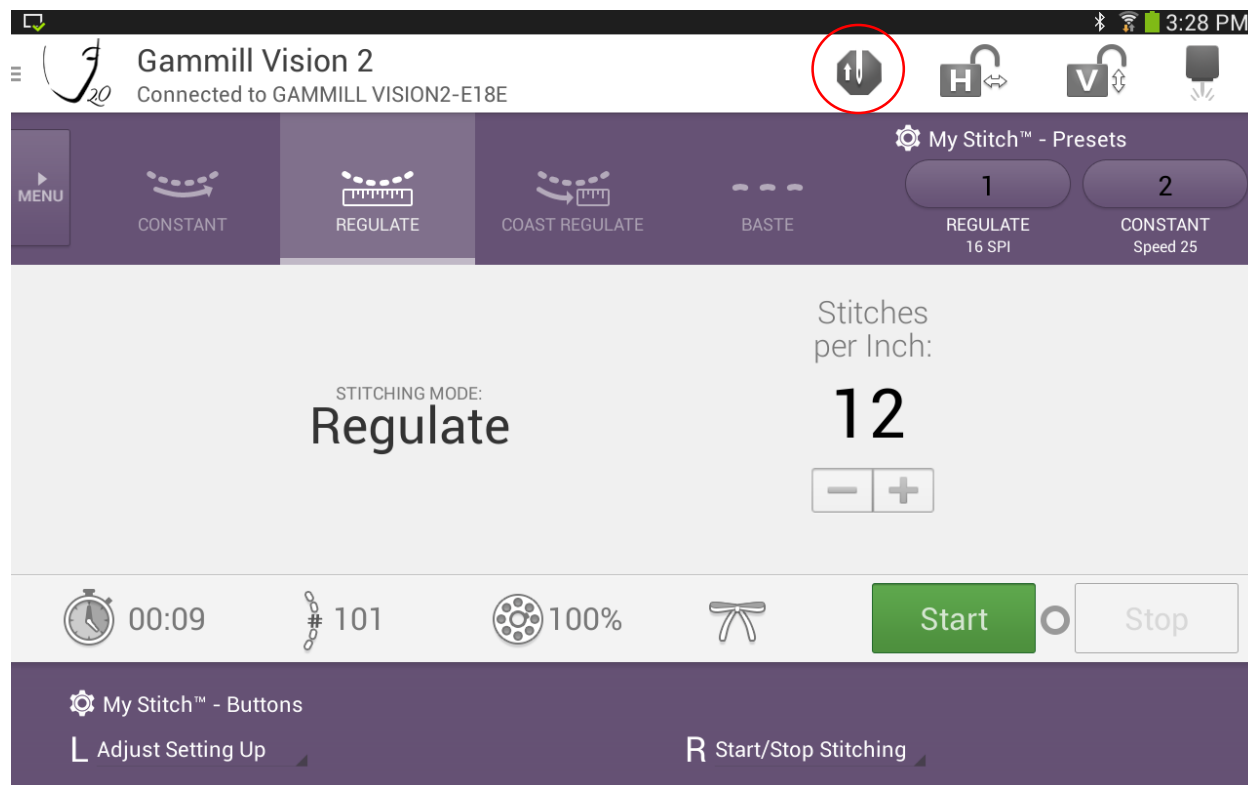 3:28 PM
Gammill Vision 2
Connected to GAMMILL VISION2-E18E
2.0
H
V
MENU
CONSTANT
REGULATE
COAST REGULATE
BASTE
My Stitch™ - Presets
1
2
REGULATE
16 SPI
CONSTANT
Speed 25
STITCHING MODE:
Regulate
Stitches
per Inch:
12
00:09
# 101
100%
Start
Stop
My Stitch™ - Buttons
L Adjust Setting Up
R Start/Stop Stitching